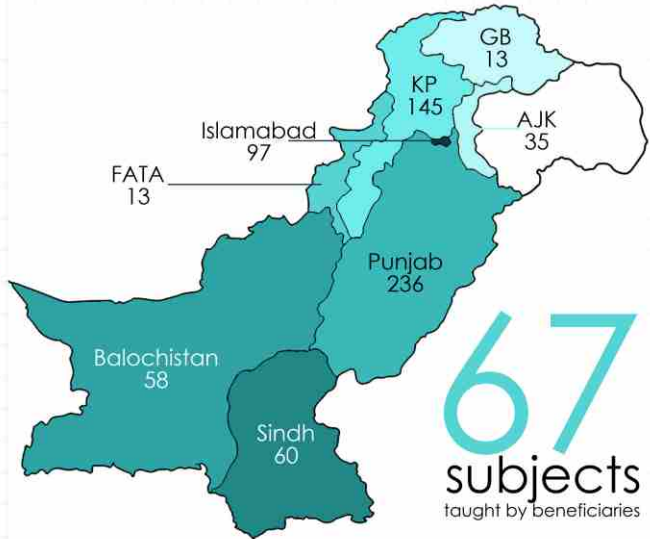 GB
13
KP
145
AJK
35
Islamabad
97
FATA
13
Punjab
236
Balochistan
58
Sindh
60
67
subjects
taught by beneficiaries